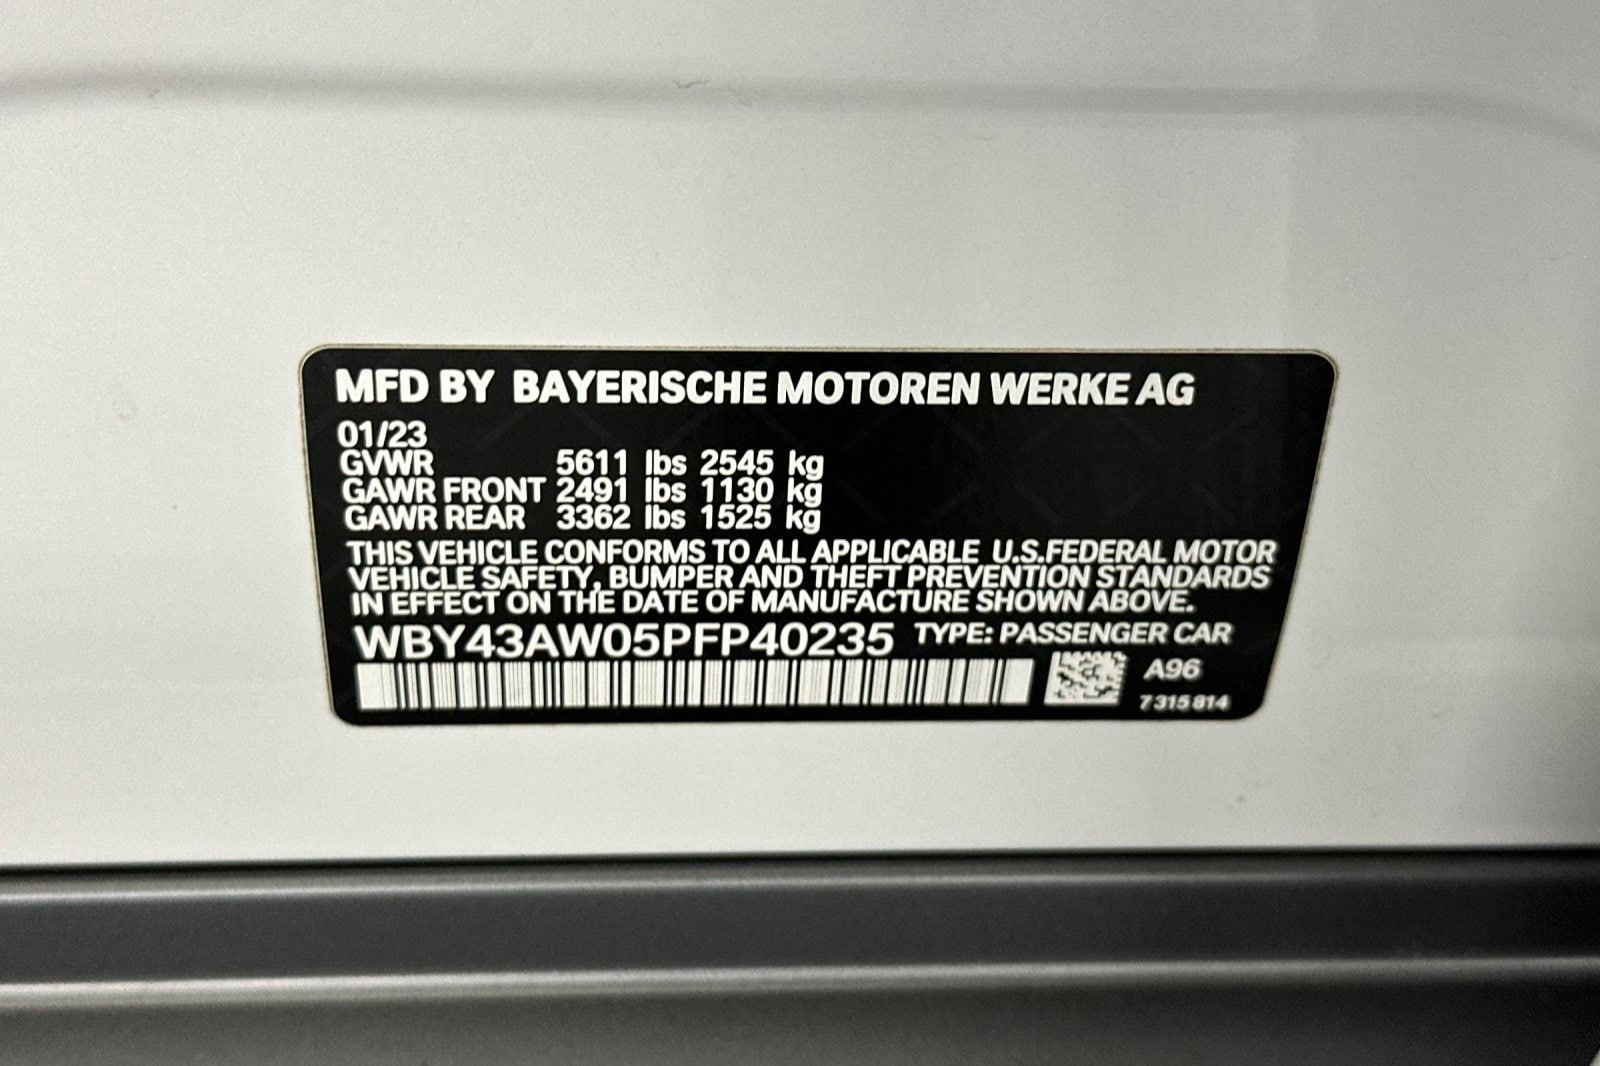 MFD BY BAYERISCHE MOTOREN WERKE AG
01/23
GVWR 5611 lbs 2545 kg
GAWR FRONT 2491 lbs 1130 kg
GAWR REAR 3362 lbs 1525 kg
THIS VEHICLE CONFORMS TO ALL APPLICABLE U.S.FEDERAL MOTOR
VEHICLE SAFETY, BUMPER AND THEFT PREVENTION STANDARDS
IN EFFECT ON THE DATE OF MANUFACTURE SHOWN ABOVE.
WBY43AW05PFP40235 TYPE: PASSENGER CAR
A96
7 315 814